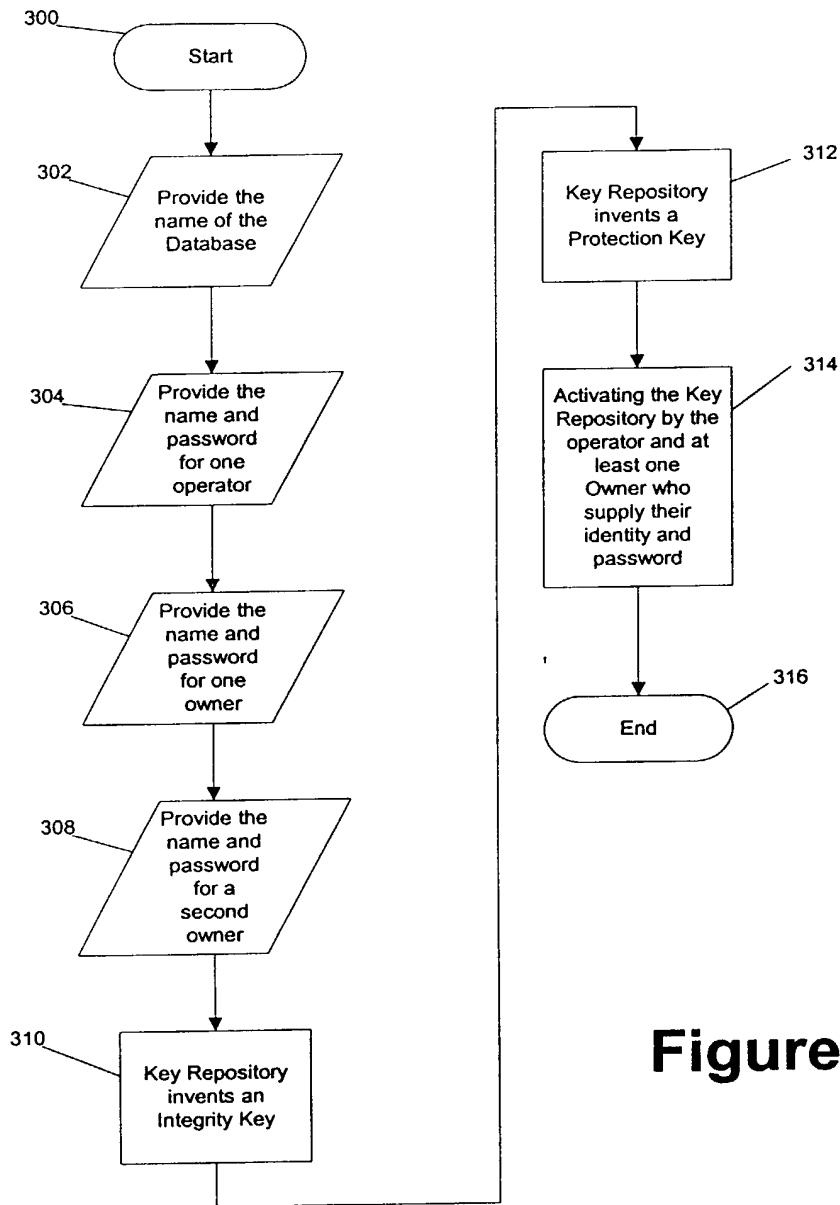 300
Start
302
Provide the
name of the
Database
304
Provide the
name and
password
for one
operator
306
Provide the
name and
password
for one
owner
308
Provide the
name and
password
for a
second
owner
310
Key Repository
invents an
Integrity Key
312
Key Repository
invents a
Protection Key
314
Activating the Key
Repository by the
operator and at
least one
Owner who
supply their
identity and
password
316
End
Figure